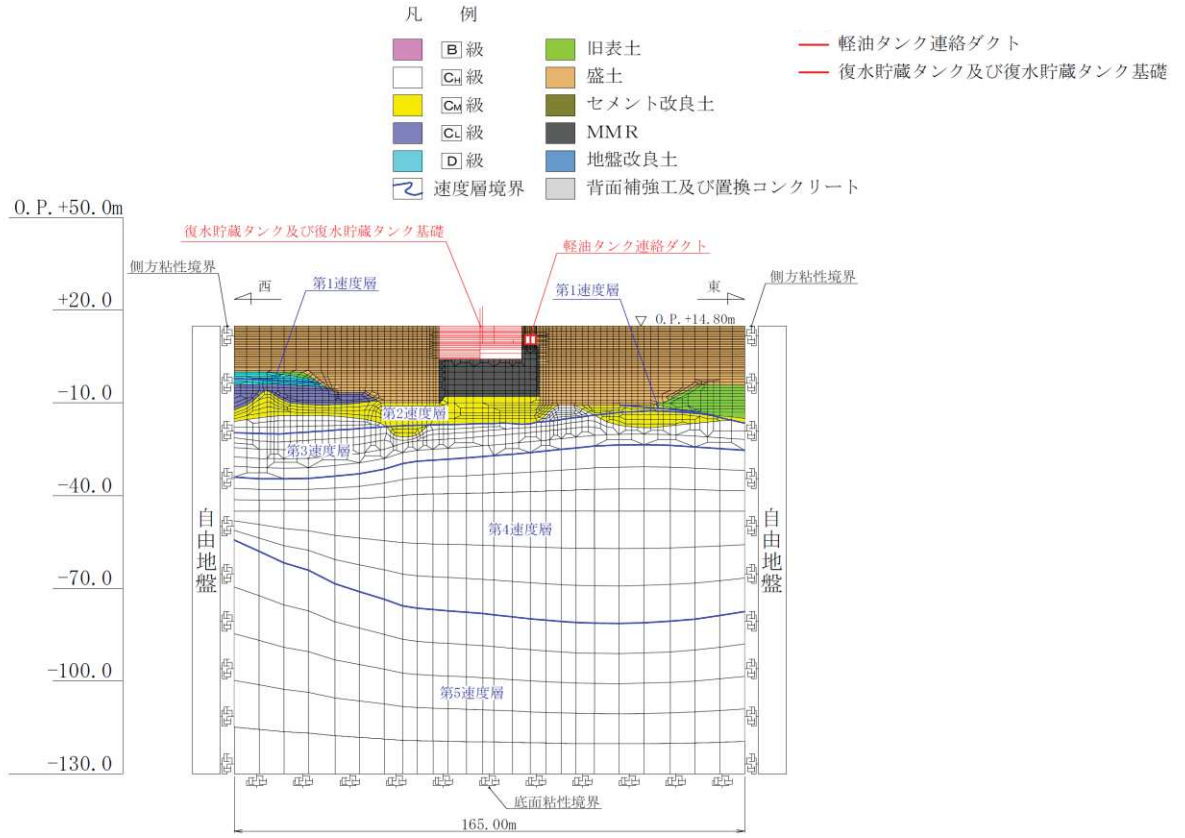 凡 例
B級
CH級
CM級
CL級
D級
速度層境界
旧表土
盛土
セメント改良土
MMR
地盤改良土
背面補強工及び置換コンクリート
軽油タンク連絡ダクト
復水貯蔵タンク及び復水貯蔵タンク基礎
O.P.+50.0m
+20.0
-10.0
-40.0
-70.0
-100.0
-130.0
復水貯蔵タンク及び復水貯蔵タンク基礎
軽油タンク連絡ダクト
側方粘性境界
側方粘性境界
西
第1速度層
第1速度層
東
O.P.+14.80m
第2速度層
第3速度層
第4速度層
第5速度層
自由地盤
自由地盤
底面粘性境界
165.00m